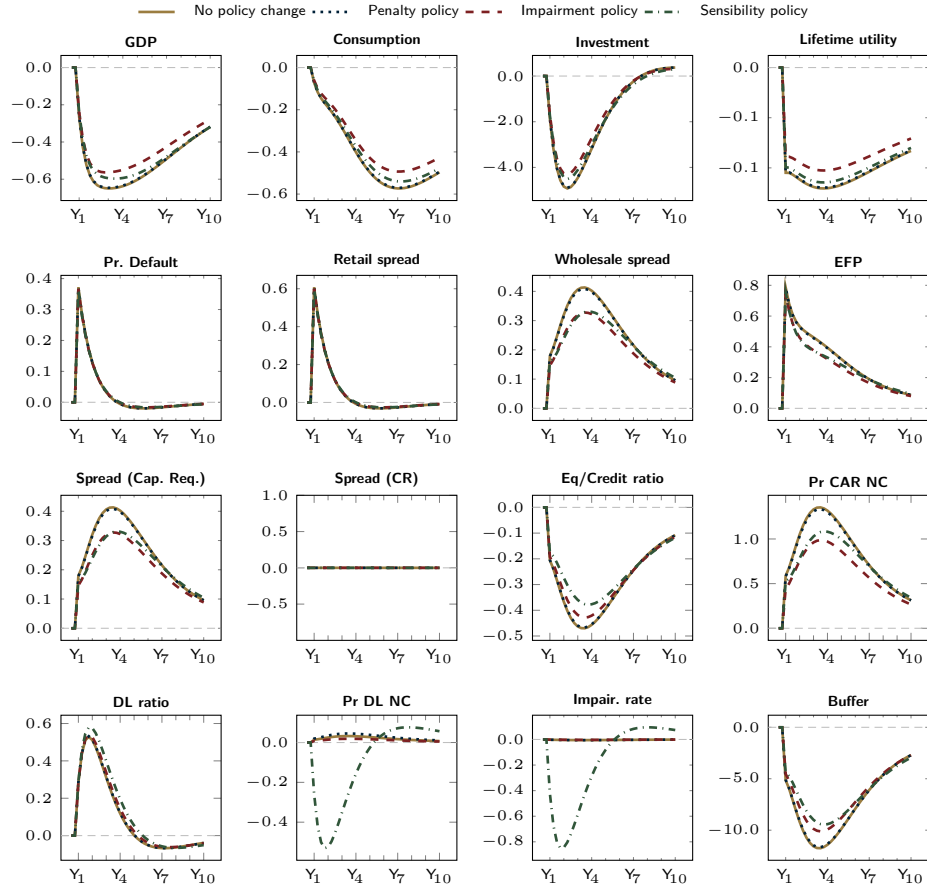 No policy change Penalty policy Impairment policy Sensibility policy
GDP Consumption Investment Lifetime utility
0.0 −0.2 −0.4 −0.6 Y1 Y4 Y7 Y10
0.0 −0.2 −0.4 −0.6 Y1 Y4 Y7 Y10
0.0 −2.0 −4.0 Y1 Y4 Y7 Y10
0.0 −0.1 −0.1 Y1 Y4 Y7 Y10
Pr. Default Retail spread Wholesale spread EFP
0.4 0.3 0.2 0.1 0.0 Y1 Y4 Y7 Y10
0.6 0.4 0.2 0.0 Y1 Y4 Y7 Y10
0.4 0.3 0.2 0.1 0.0 Y1 Y4 Y7 Y10
0.8 0.6 0.4 0.2 0.0 Y1 Y4 Y7 Y10
Spread (Cap. Req.) Spread (CR) Eq/Credit ratio Pr CAR NC
0.4 0.3 0.2 0.1 0.0 Y1 Y4 Y7 Y10
1.0 0.5 0.0 −0.5 Y1 Y4 Y7 Y10
0.0 −0.1 −0.2 −0.3 −0.4 −0.5 Y1 Y4 Y7 Y10
1.0 0.5 0.0 Y1 Y4 Y7 Y10
DL ratio Pr DL NC Impair. rate Buffer
0.6 0.4 0.2 0.0 Y1 Y4 Y7 Y10
0.0 −0.2 −0.4 Y1 Y4 Y7 Y10
0.0 −0.2 −0.4 −0.6 −0.8 Y1 Y4 Y7 Y10
0.0 −5.0 −10.0 Y1 Y4 Y7 Y10